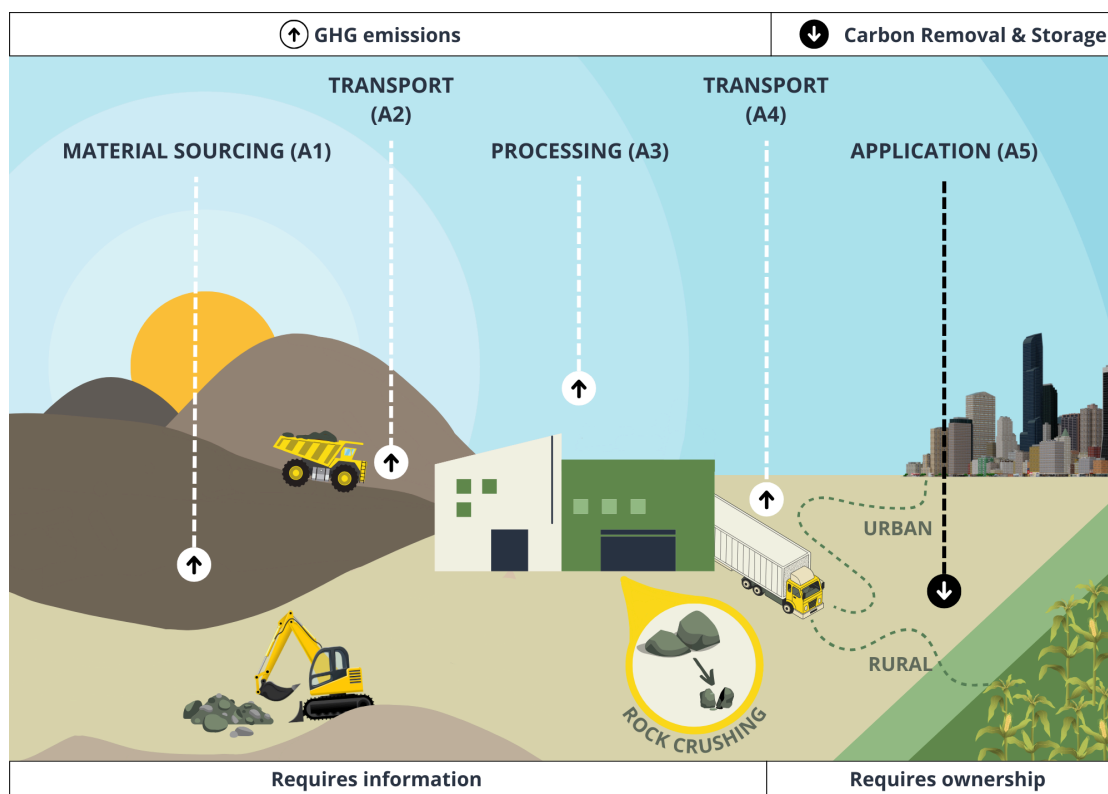 GHG emissions
Carbon Removal & Storage
TRANSPORT
(A2)
TRANSPORT
(A4)
MATERIAL SOURCING (A1)
PROCESSING (A3)
APPLICATION (A5)
URBAN
RURAL
ROCK CRUSHING
Requires information
Requires ownership